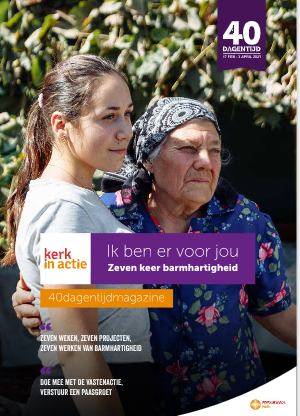 40
DAGENTIJD
17 FEB - 3 APRIL 2021
kerk
in actie
Ik ben er voor jou
Zeven keer barmhartigheid
40dagentijdmagazine
“
ZEVEN WEKEN, ZEVEN PROJECTEN,
ZEVEN WERKEN VAN BARMHARTIGHEID
“
DOE MEE MET DE VASTENACTIE,
VERSTUUR EEN PAASGROET